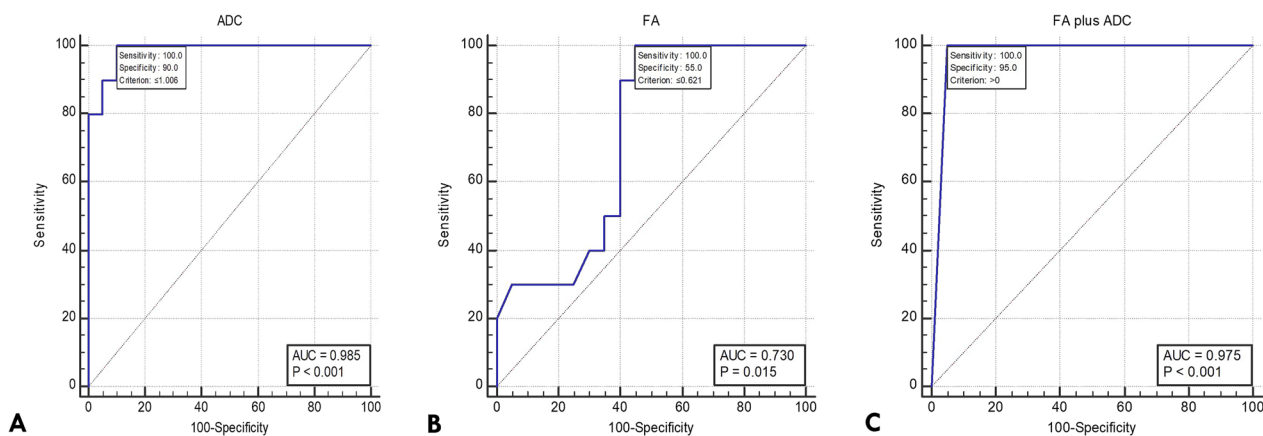 ADC
Sensitivity
100
80
60
40
20
0
Sensitivity: 100.0
Specificity: 90.0
Criterion: ≤1.006
AUC = 0.985
P < 0.001
0 20 40 60 80 100
100-Specificity
A
FA
Sensitivity
100
80
60
40
20
0
Sensitivity: 100.0
Specificity: 55.0
Criterion: ≤0.621
AUC = 0.730
P = 0.015
0 20 40 60 80 100
100-Specificity
B
FA plus ADC
Sensitivity
100
80
60
40
20
0
Sensitivity: 100.0
Specificity: 95.0
Criterion: >0
AUC = 0.975
P < 0.001
0 20 40 60 80 100
100-Specificity
C